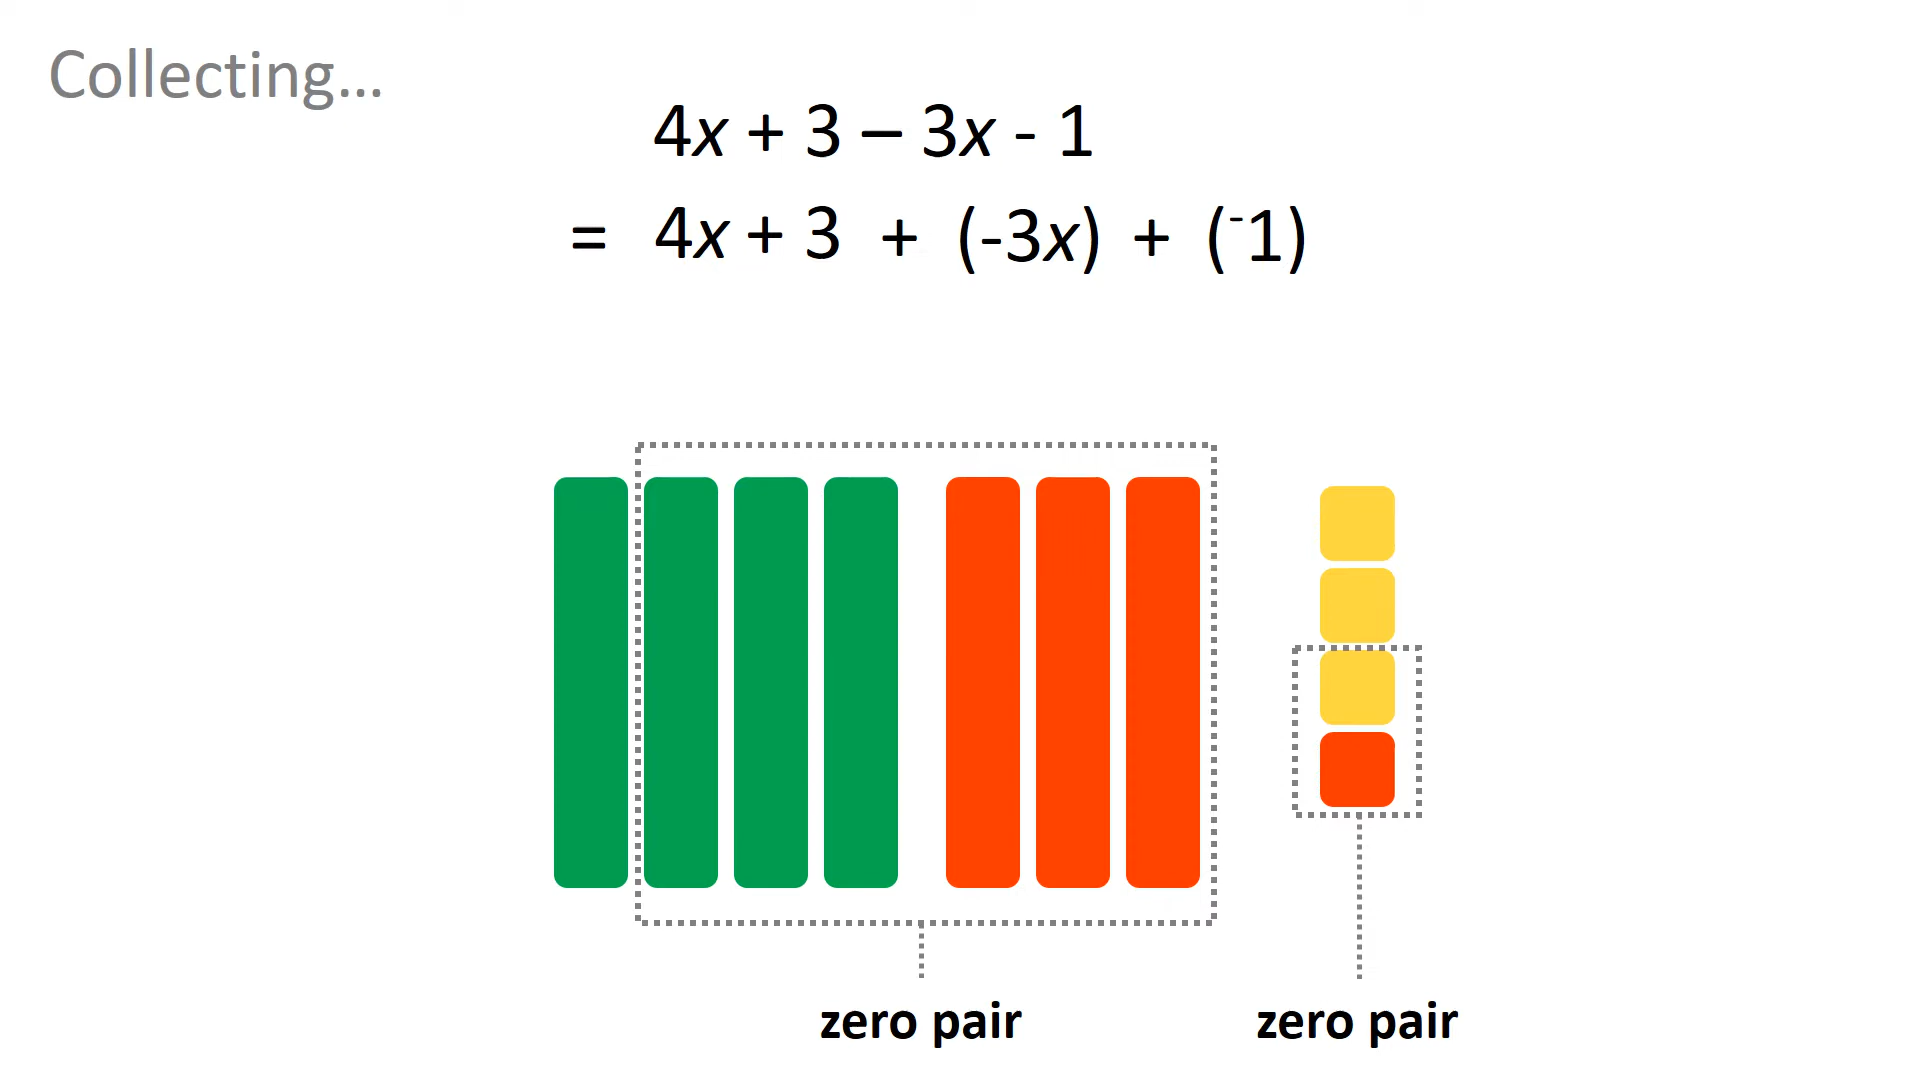 Collecting...
4x + 3 – 3x - 1
= 4x + 3 + (-3x) + (⁻1)
zero pair
zero pair